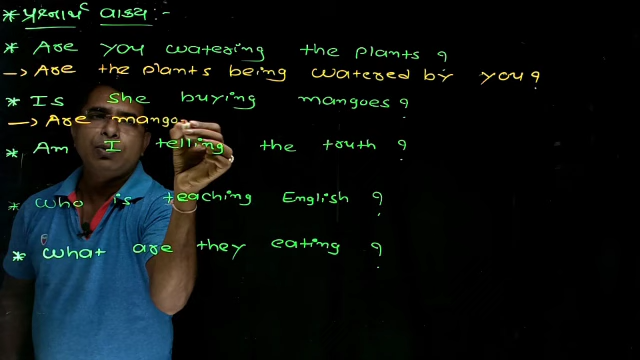 * પ્રશ્નાર્થ વાક્ય :-
* Are you watering the plants ?
→ Are the plants being watered by you ?
* Is she buying mangoes ?
→ Are mango
* Am I telling the truth ?
* Who is teaching English ?
* What are they eating ?